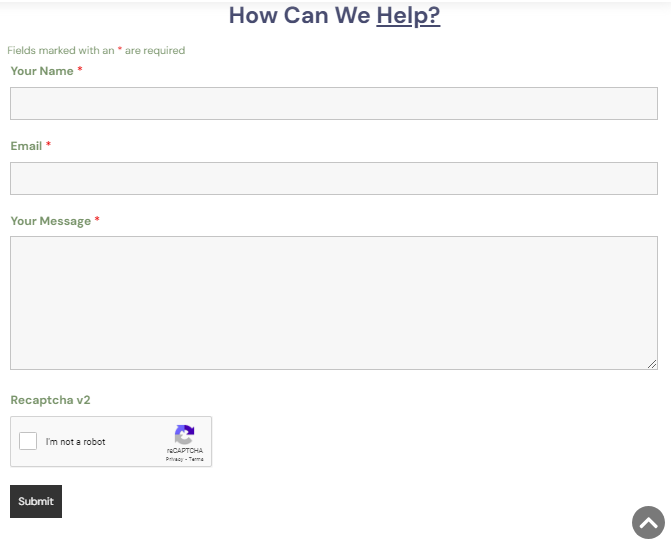 How Can We Help?
Fields marked with an * are required
Your Name *
Email *
Your Message *
Recaptcha v2
I'm not a robot
reCAPTCHA
Privacy - Terms
Submit